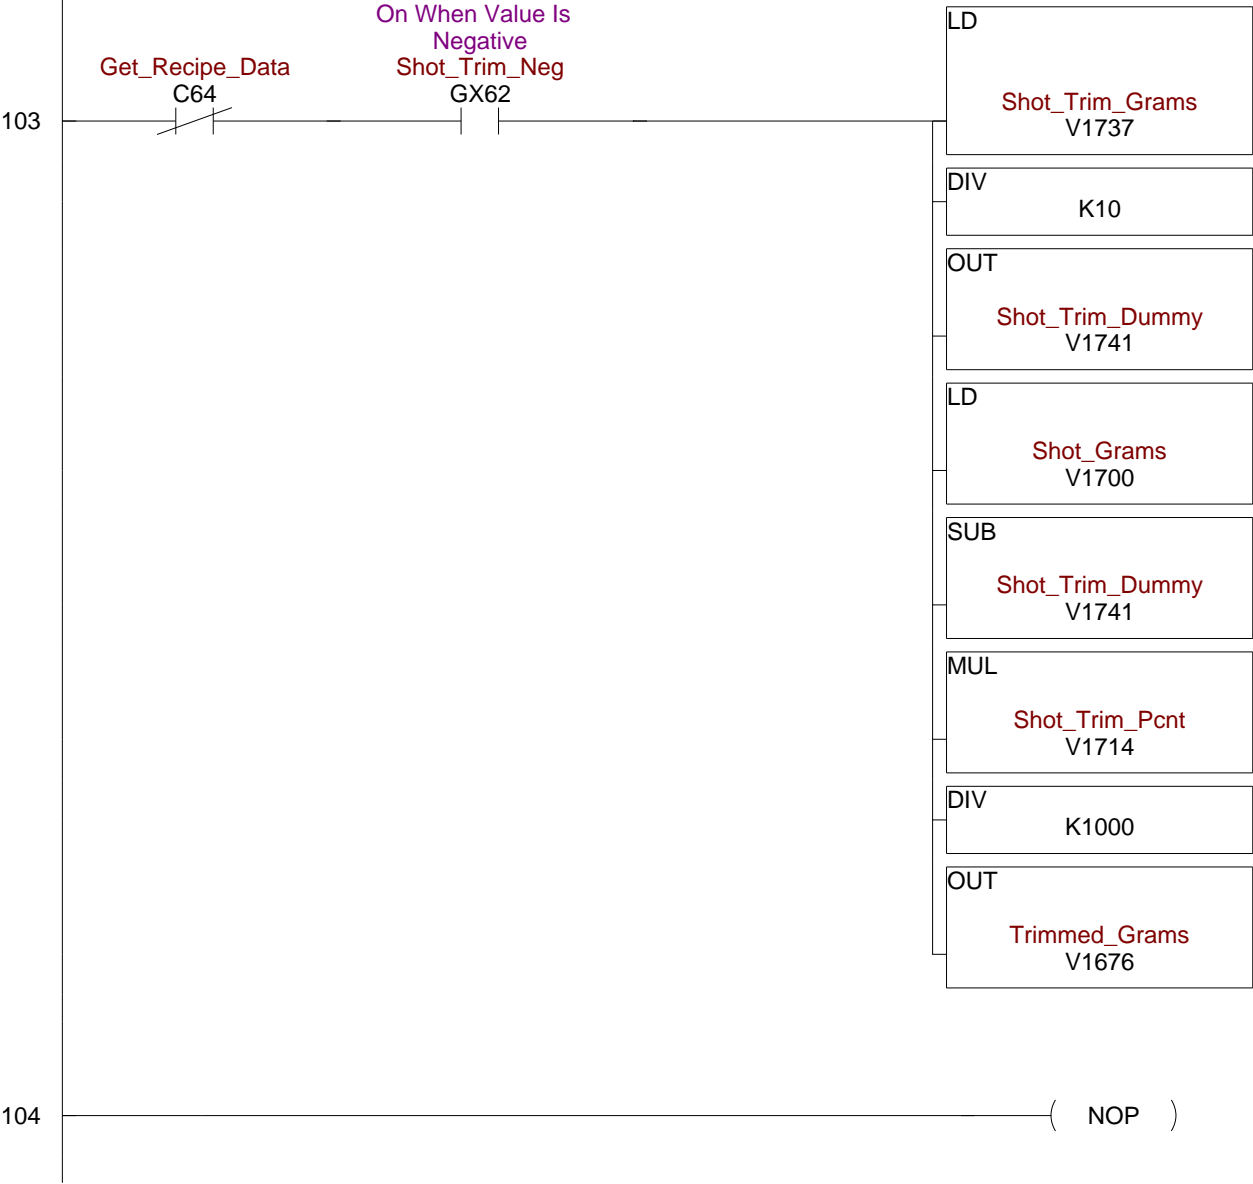 On When Value Is
Negative
Get_Recipe_Data
Shot_Trim_Neg
C64
GX62
103
LD
Shot_Trim_Grams
V1737
DIV
K10
OUT
Shot_Trim_Dummy
V1741
LD
Shot_Grams
V1700
SUB
Shot_Trim_Dummy
V1741
MUL
Shot_Trim_Pcnt
V1714
DIV
K1000
OUT
Trimmed_Grams
V1676
104
( NOP )